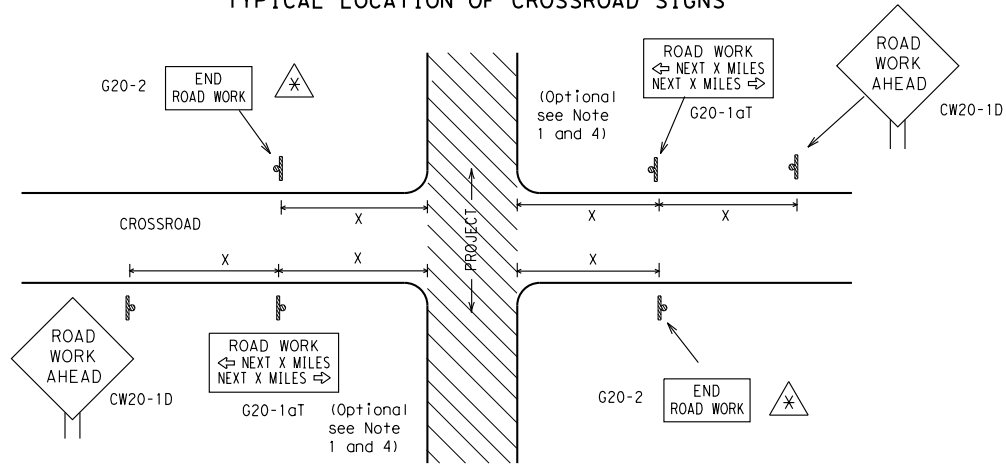 TYPICAL LOCATION OF CROSSROAD SIGNS
G20-2
END
ROAD WORK
*
(Optional
see Note
1 and 4)
ROAD WORK
⇦ NEXT X MILES
NEXT X MILES ⇨
G20-1aT
ROAD
WORK
AHEAD
CW20-1D
X
X
X
CROSSROAD
PROJECT
X
X
X
ROAD
WORK
AHEAD
CW20-1D
ROAD WORK
⇦ NEXT X MILES
NEXT X MILES ⇨
G20-1aT
(Optional
see Note
1 and 4)
G20-2
END
ROAD WORK
*